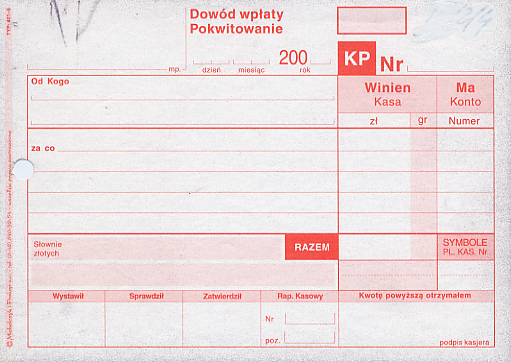 Dowód wpłaty
Pokwitowanie
mp.
dzień miesiąc 200 rok
KP Nr
Od Kogo
Winien Ma
Kasa Konto
zł gr Numer
za co
Słownie
złotych
RAZEM
SYMBOLE
PL. KAS. Nr
Wystawił Sprawdził Zatwierdził Rap. Kasowy Kwotę powyższą otrzymałem
Nr
poz.
podpis kasjera